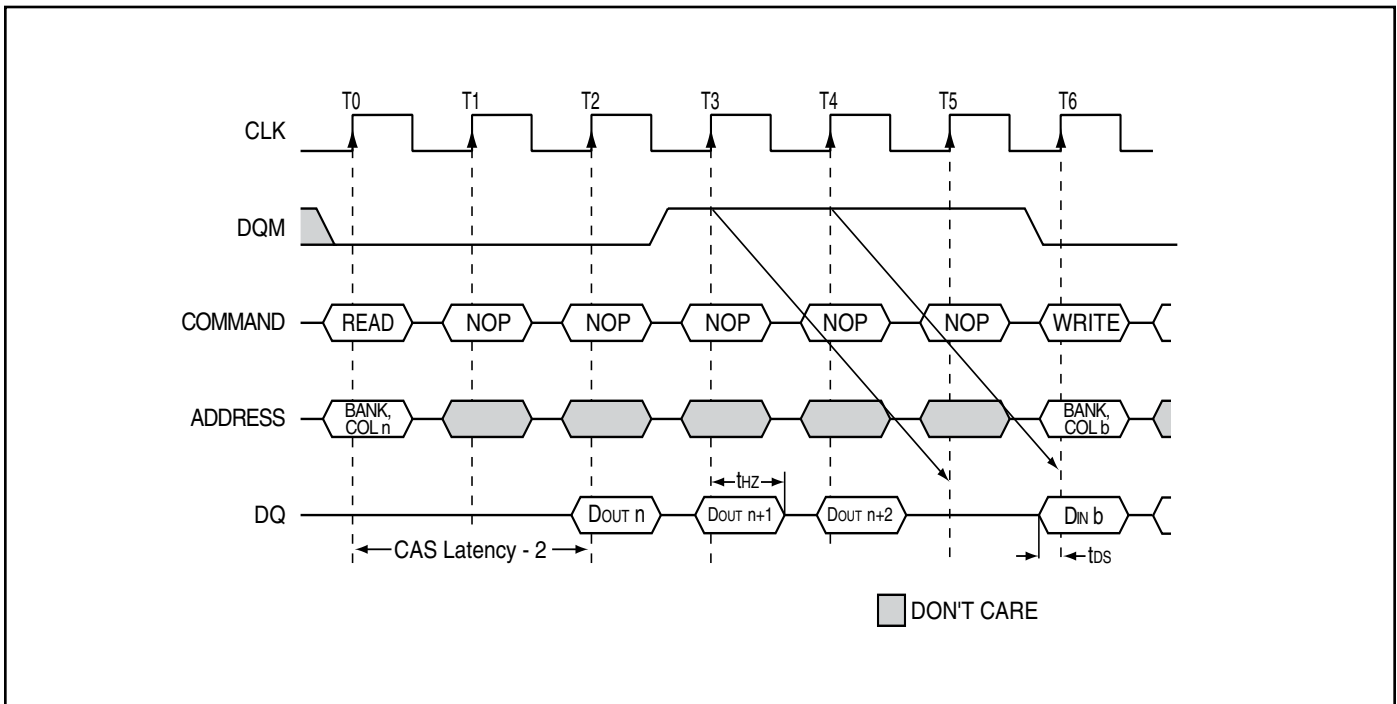 T0 T1 T2 T3 T4 T5 T6
CLK
DQM
COMMAND READ NOP NOP NOP NOP NOP WRITE
ADDRESS BANK, COL n BANK, COL b
tHZ
DQ DOUT n DOUT n+1 DOUT n+2 DIN b
CAS Latency - 2 tDS
DON'T CARE